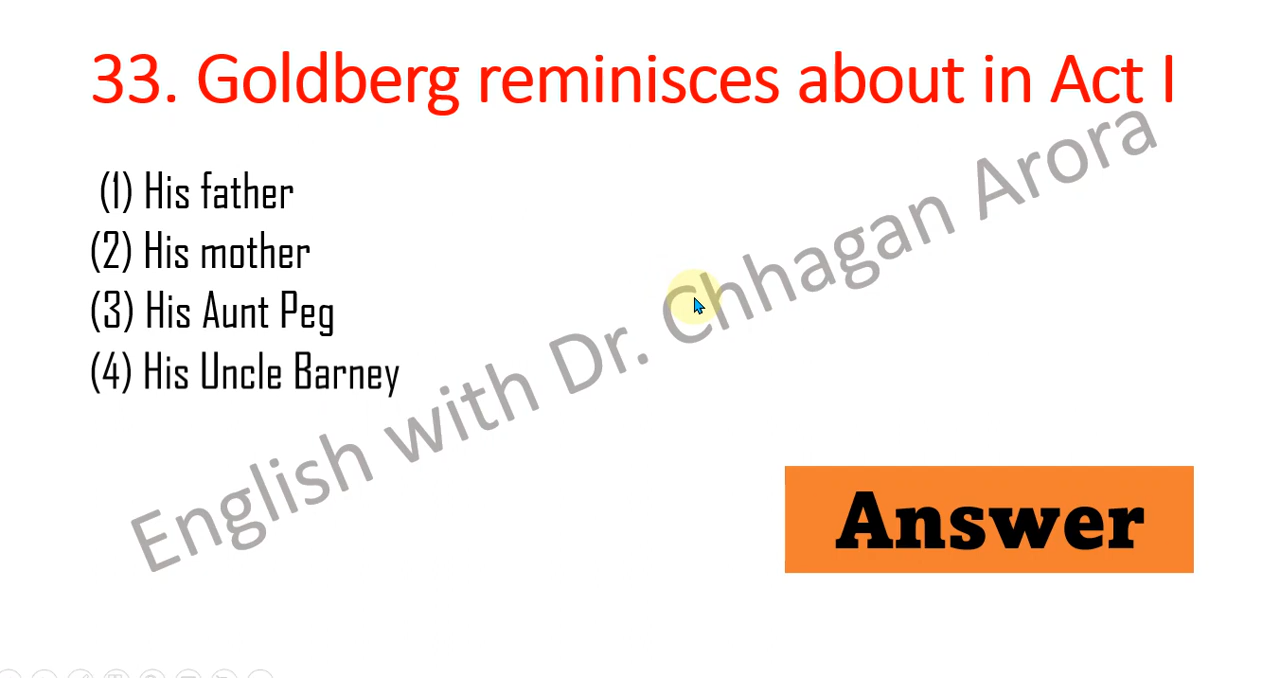 33. Goldberg reminisces about in Act I
(1) His father
(2) His mother
(3) His Aunt Peg
(4) His Uncle Barney
English with Dr. Chhagan Arora
Answer